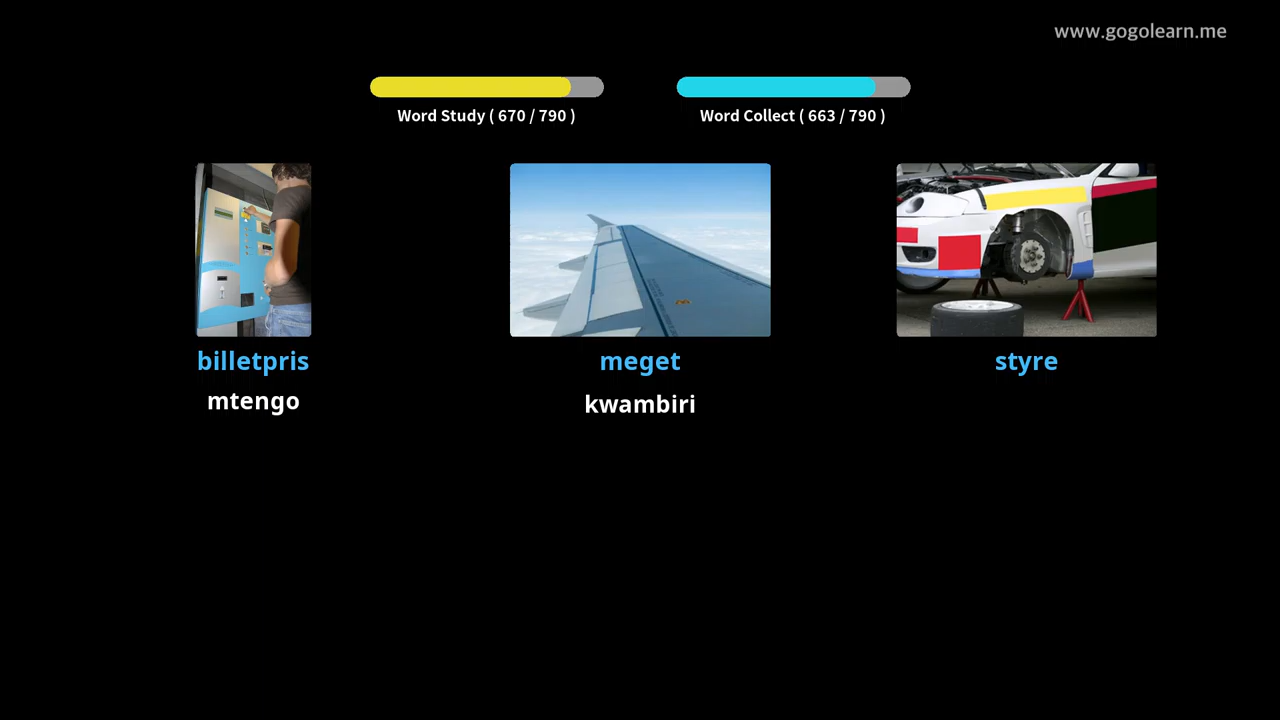 www.gogolearn.me
Word Study ( 670 / 790 )
Word Collect ( 663 / 790 )
billetpris
meget
styre
mtengo
kwambiri